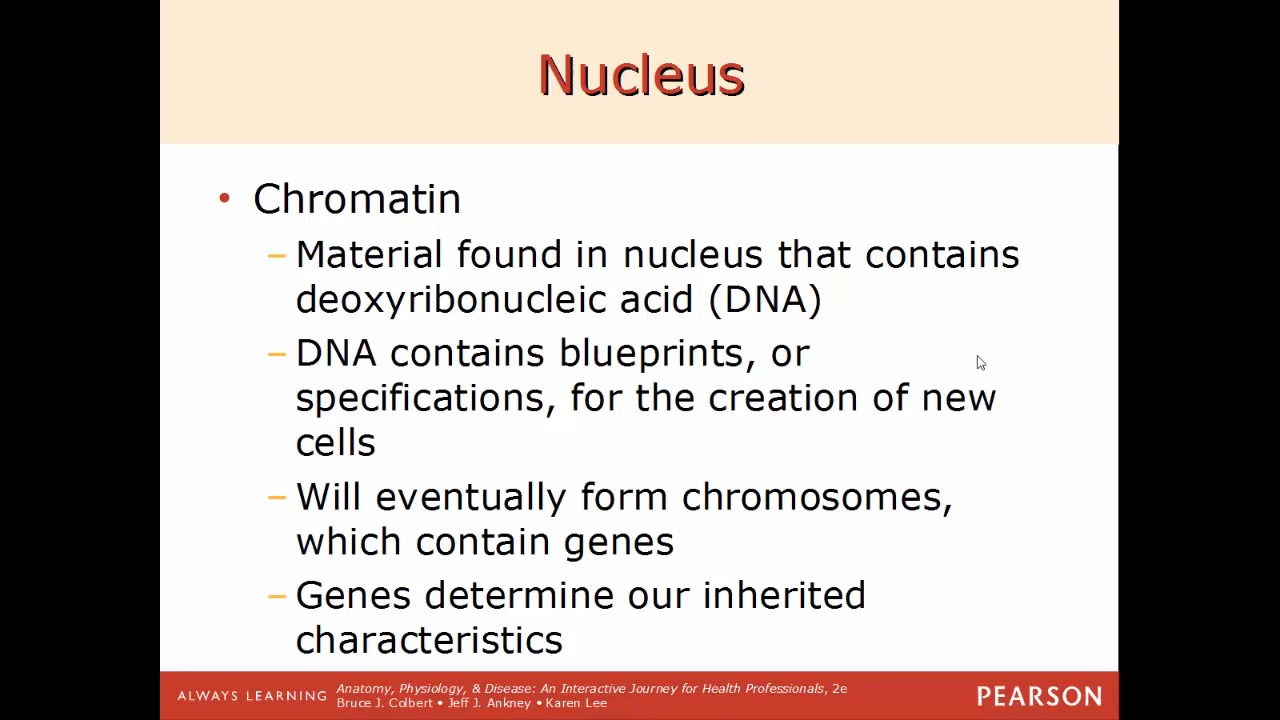 Nucleus
• Chromatin
– Material found in nucleus that contains
deoxyribonucleic acid (DNA)
– DNA contains blueprints, or
specifications, for the creation of new
cells
– Will eventually form chromosomes,
which contain genes
– Genes determine our inherited
characteristics
ALWAYS LEARNING
Anatomy, Physiology, & Disease: An Interactive Journey for Health Professionals, 2e
Bruce J. Colbert • Jeff J. Ankney • Karen Lee
PEARSON